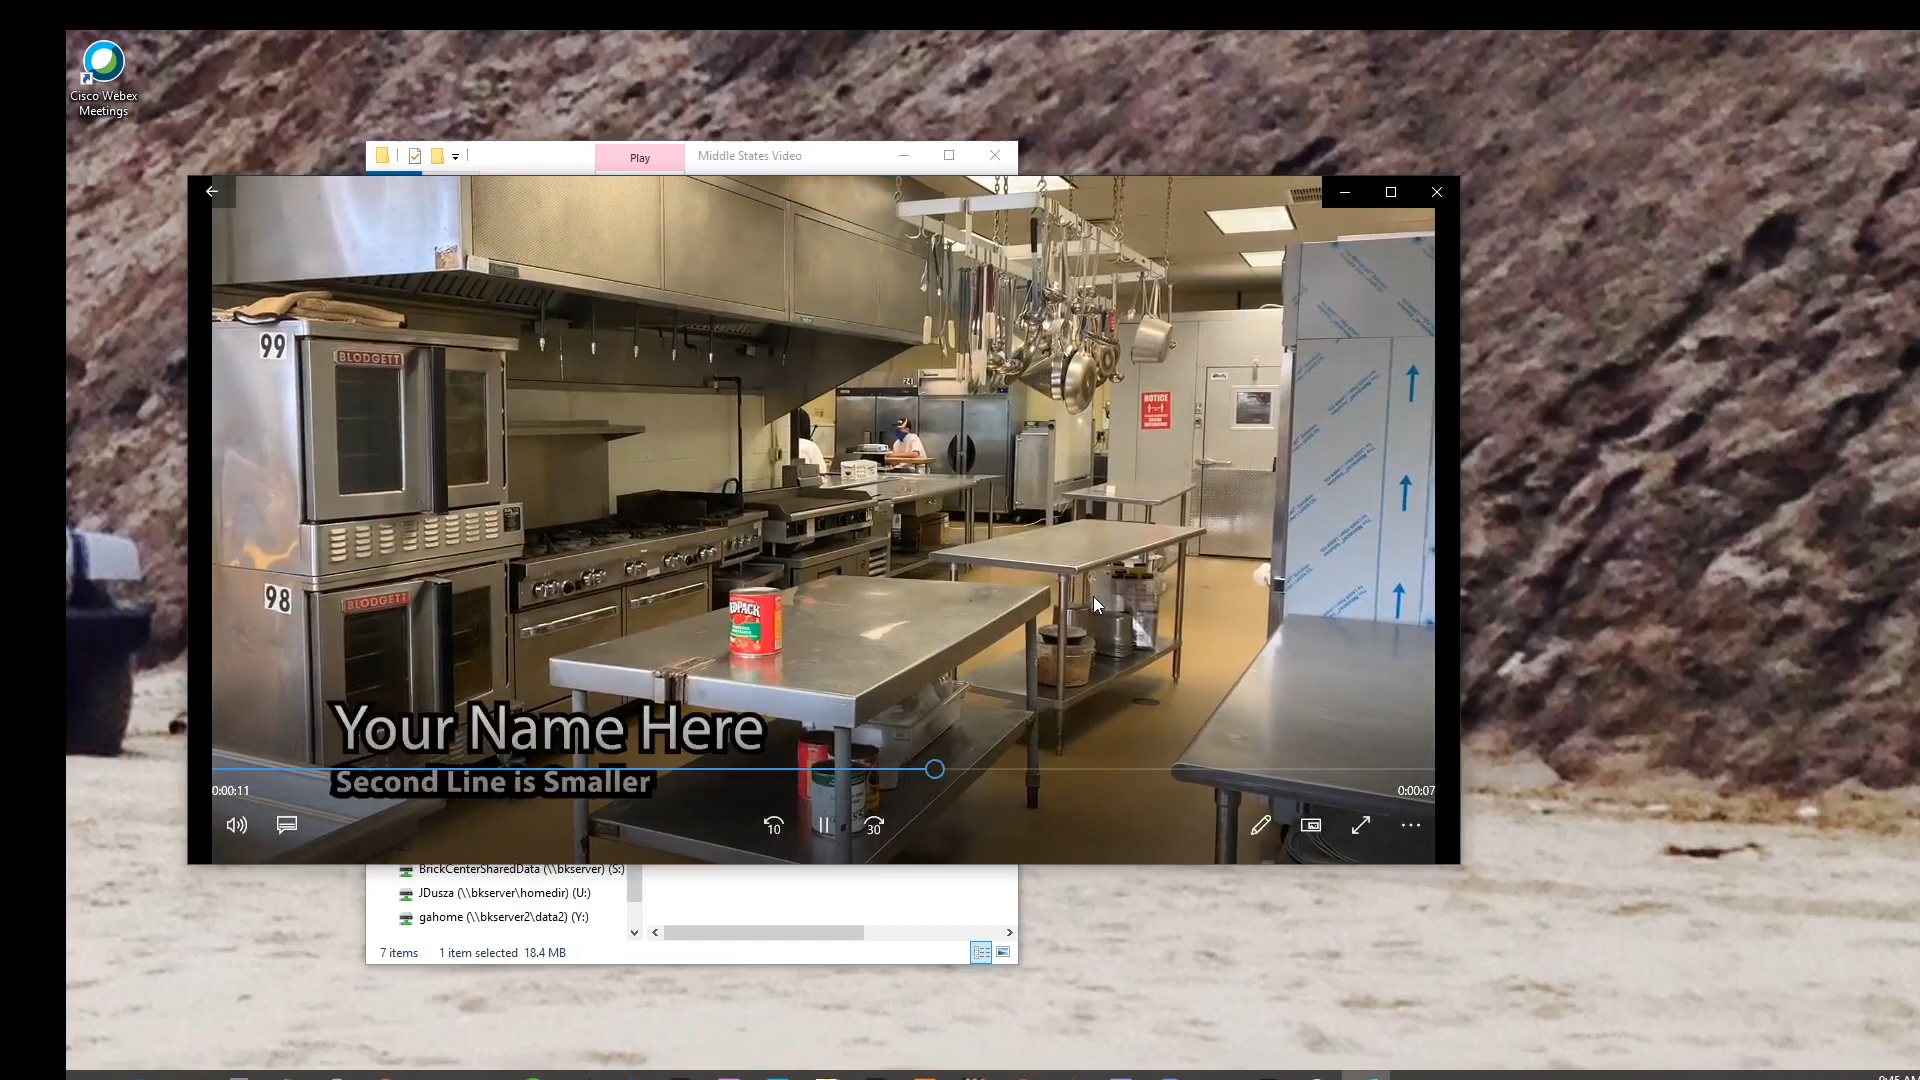 Cisco Webex
Meetings
Play
Middle States Video
99
BLODGETT
24
NOTICE
98
BLODGETT
Your Name Here
Second Line is Smaller
0:00:11
0:00:07
10
30
BrickCenterSharedData (\\bkserver) (S:)
JDusza (\\bkserver\homedir) (U:)
gahome (\\bkserver2\data2) (Y:)
7 items
1 item selected 18.4 MB